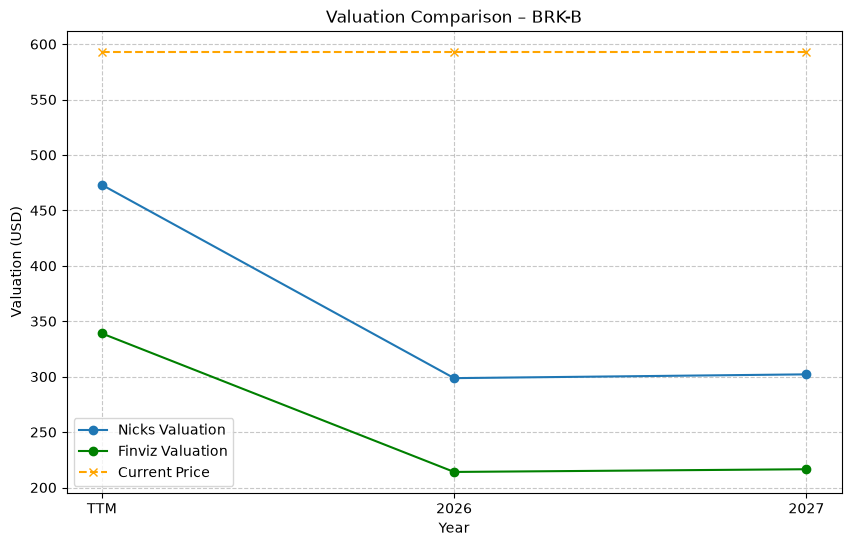 Valuation Comparison – BRK-B
Valuation (USD)
600
550
500
450
400
350
300
250
200
Nicks Valuation
Finviz Valuation
Current Price
TTM 2026 2027
Year